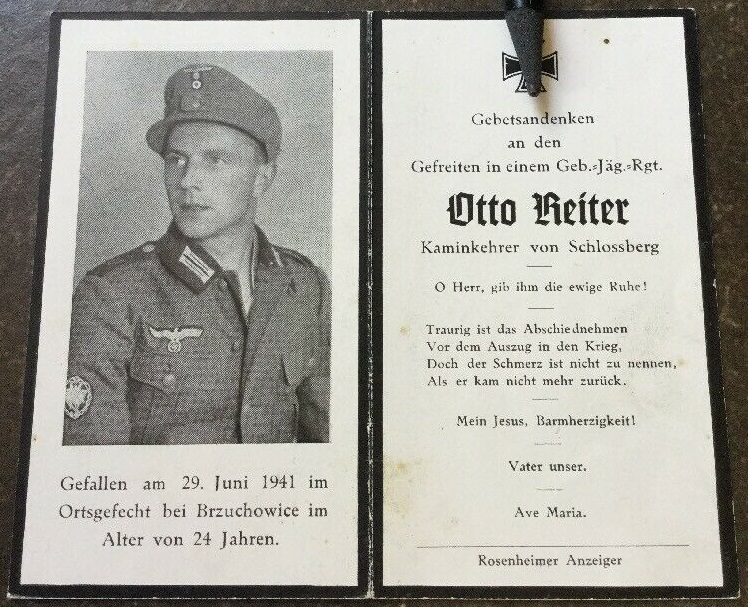 Gefallen am 29. Juni 1941 im
Ortsgefecht bei Brzuchowice im
Alter von 24 Jahren.
Gebetsandenken
an den
Gefreiten in einem Geb.-Jäg.-Rgt.
Otto Reiter
Kaminkehrer von Schlossberg
O Herr, gib ihm die ewige Ruhe!
Traurig ist das Abschiednehmen
Vor dem Auszug in den Krieg,
Doch der Schmerz ist nicht zu nennen,
Als er kam nicht mehr zurück.
Mein Jesus, Barmherzigkeit!
Vater unser.
Ave Maria.
Rosenheimer Anzeiger